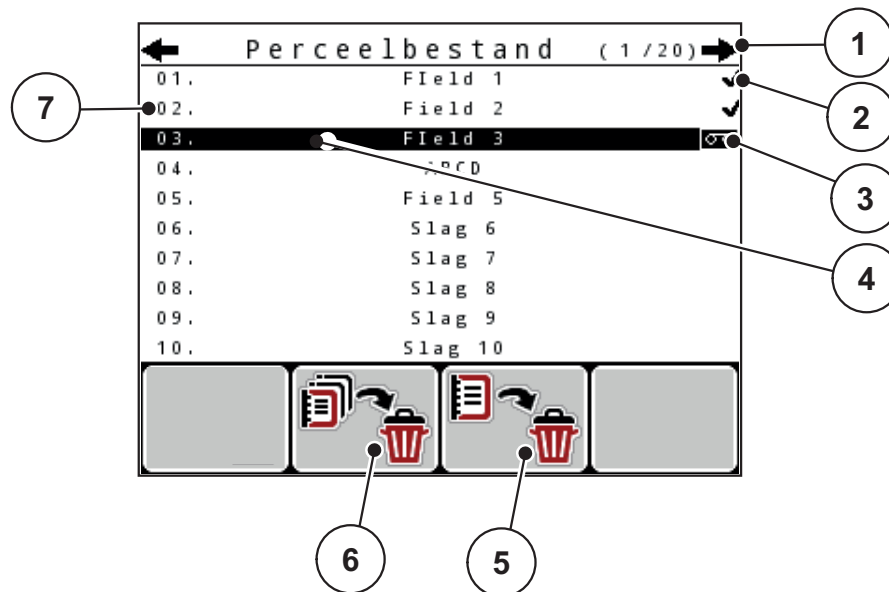 Perceelbestand (1/20)
01. FIeld 1
02. Field 2
03. FIeld 3
04. ABCD
05. Field 5
06. Slag 6
07. Slag 7
08. Slag 8
09. Slag 9
10. Slag 10
1
2
3
4
5
6
7